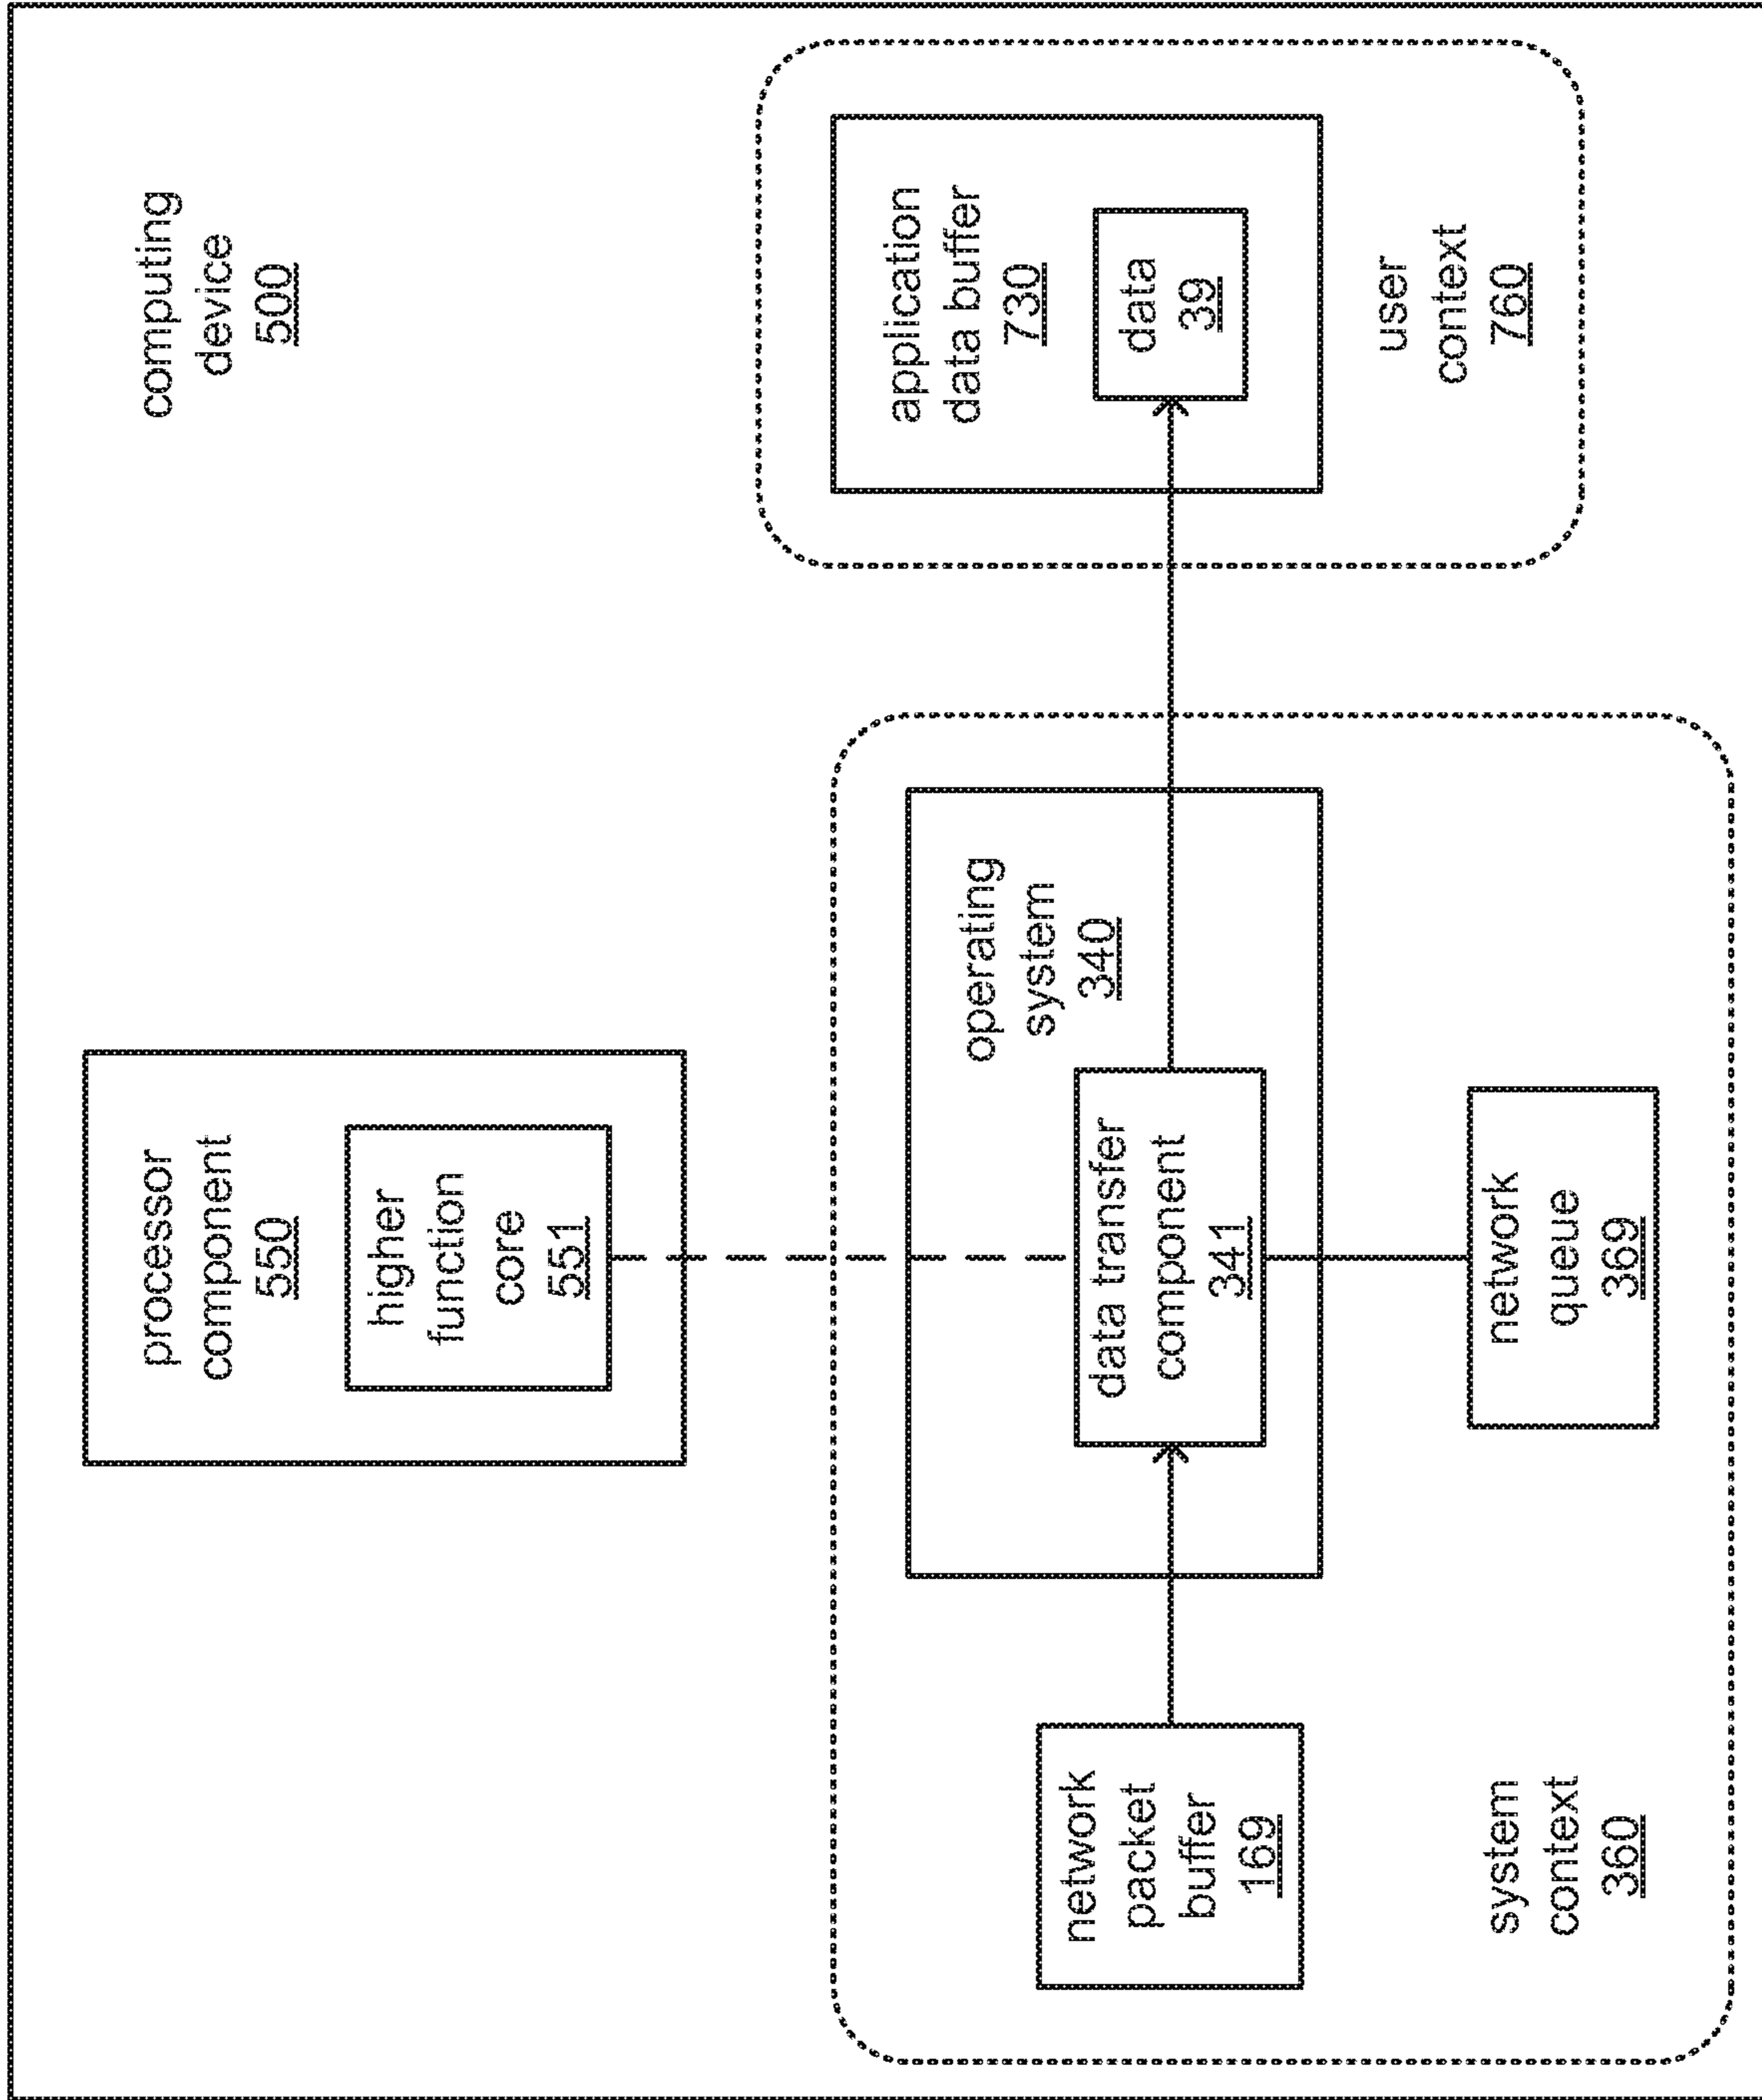 processor
component
550
higher
function
core
551
computing
device
500
operating
system
340
data transfer
component
341
network
packet
buffer
169
network
queue
369
system
context
360
application
data buffer
730
data
39
user
context
760